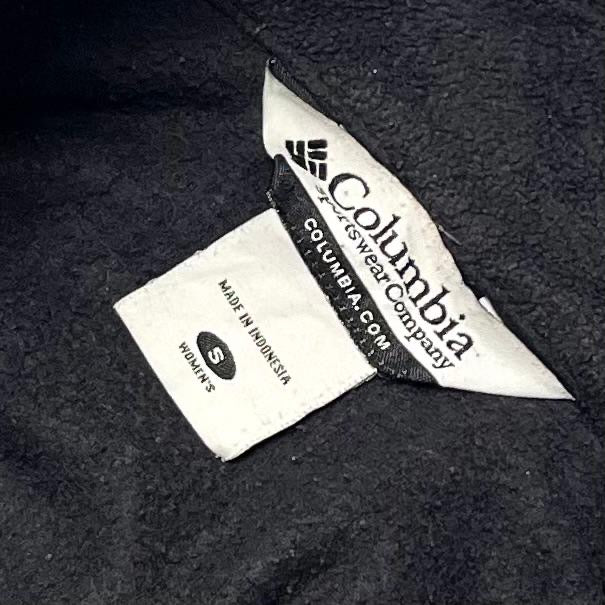 Columbia
Sportswear Company
COLUMBIA.COM
MADE IN INDONESIA
S
WOMEN'S